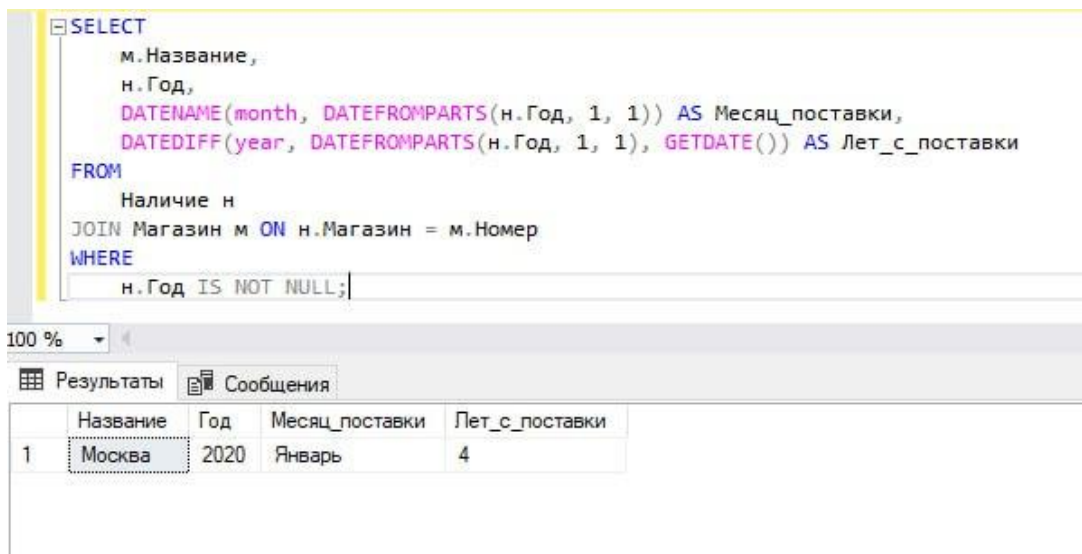 SELECT
м.Название,
н.Год,
DATENAME(month, DATEFROMPARTS(н.Год, 1, 1)) AS Месяц_поставки,
DATEDIFF(year, DATEFROMPARTS(н.Год, 1, 1), GETDATE()) AS Лет_с_поставки
FROM
Наличие н
JOIN Магазин м ON н.Магазин = м.Номер
WHERE
н.Год IS NOT NULL;
100 %
Результаты Сообщения
Название Год Месяц_поставки Лет_с_поставки
1 Москва 2020 Январь 4